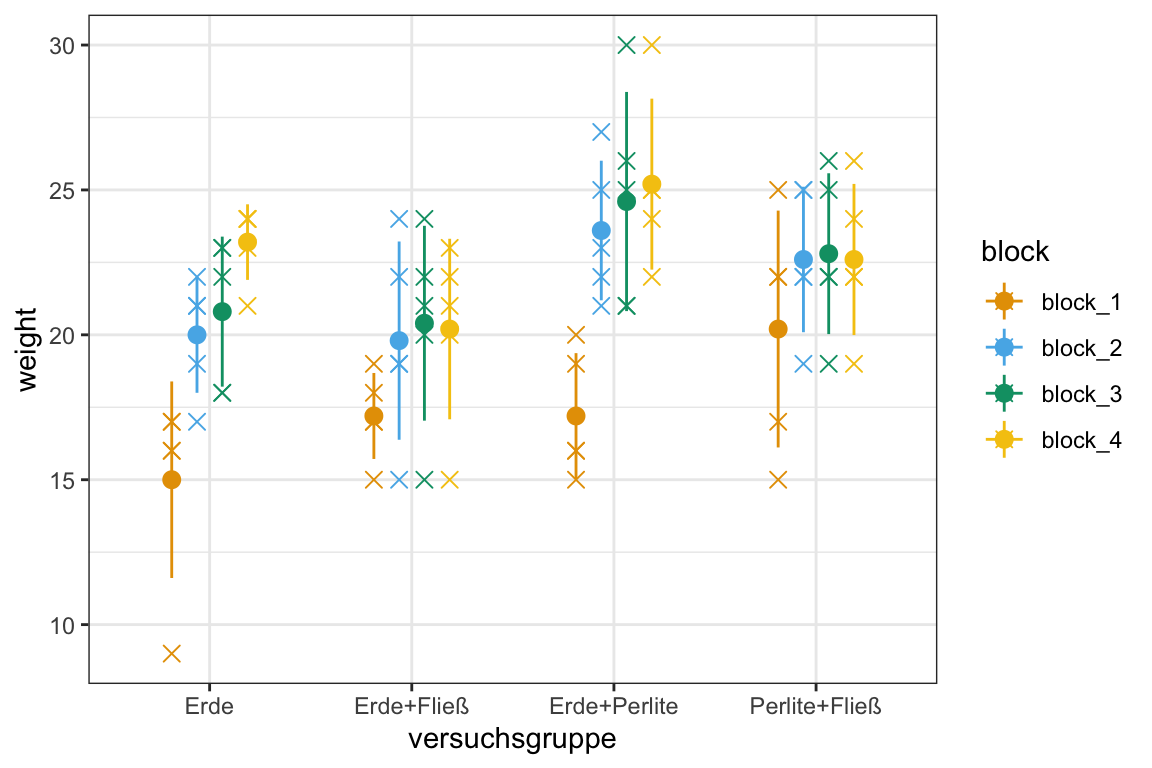 30
25
20
15
10
weight
Erde
Erde+Fließ
Erde+Perlite
Perlite+Fließ
versuchsgruppe
block
block_1
block_2
block_3
block_4